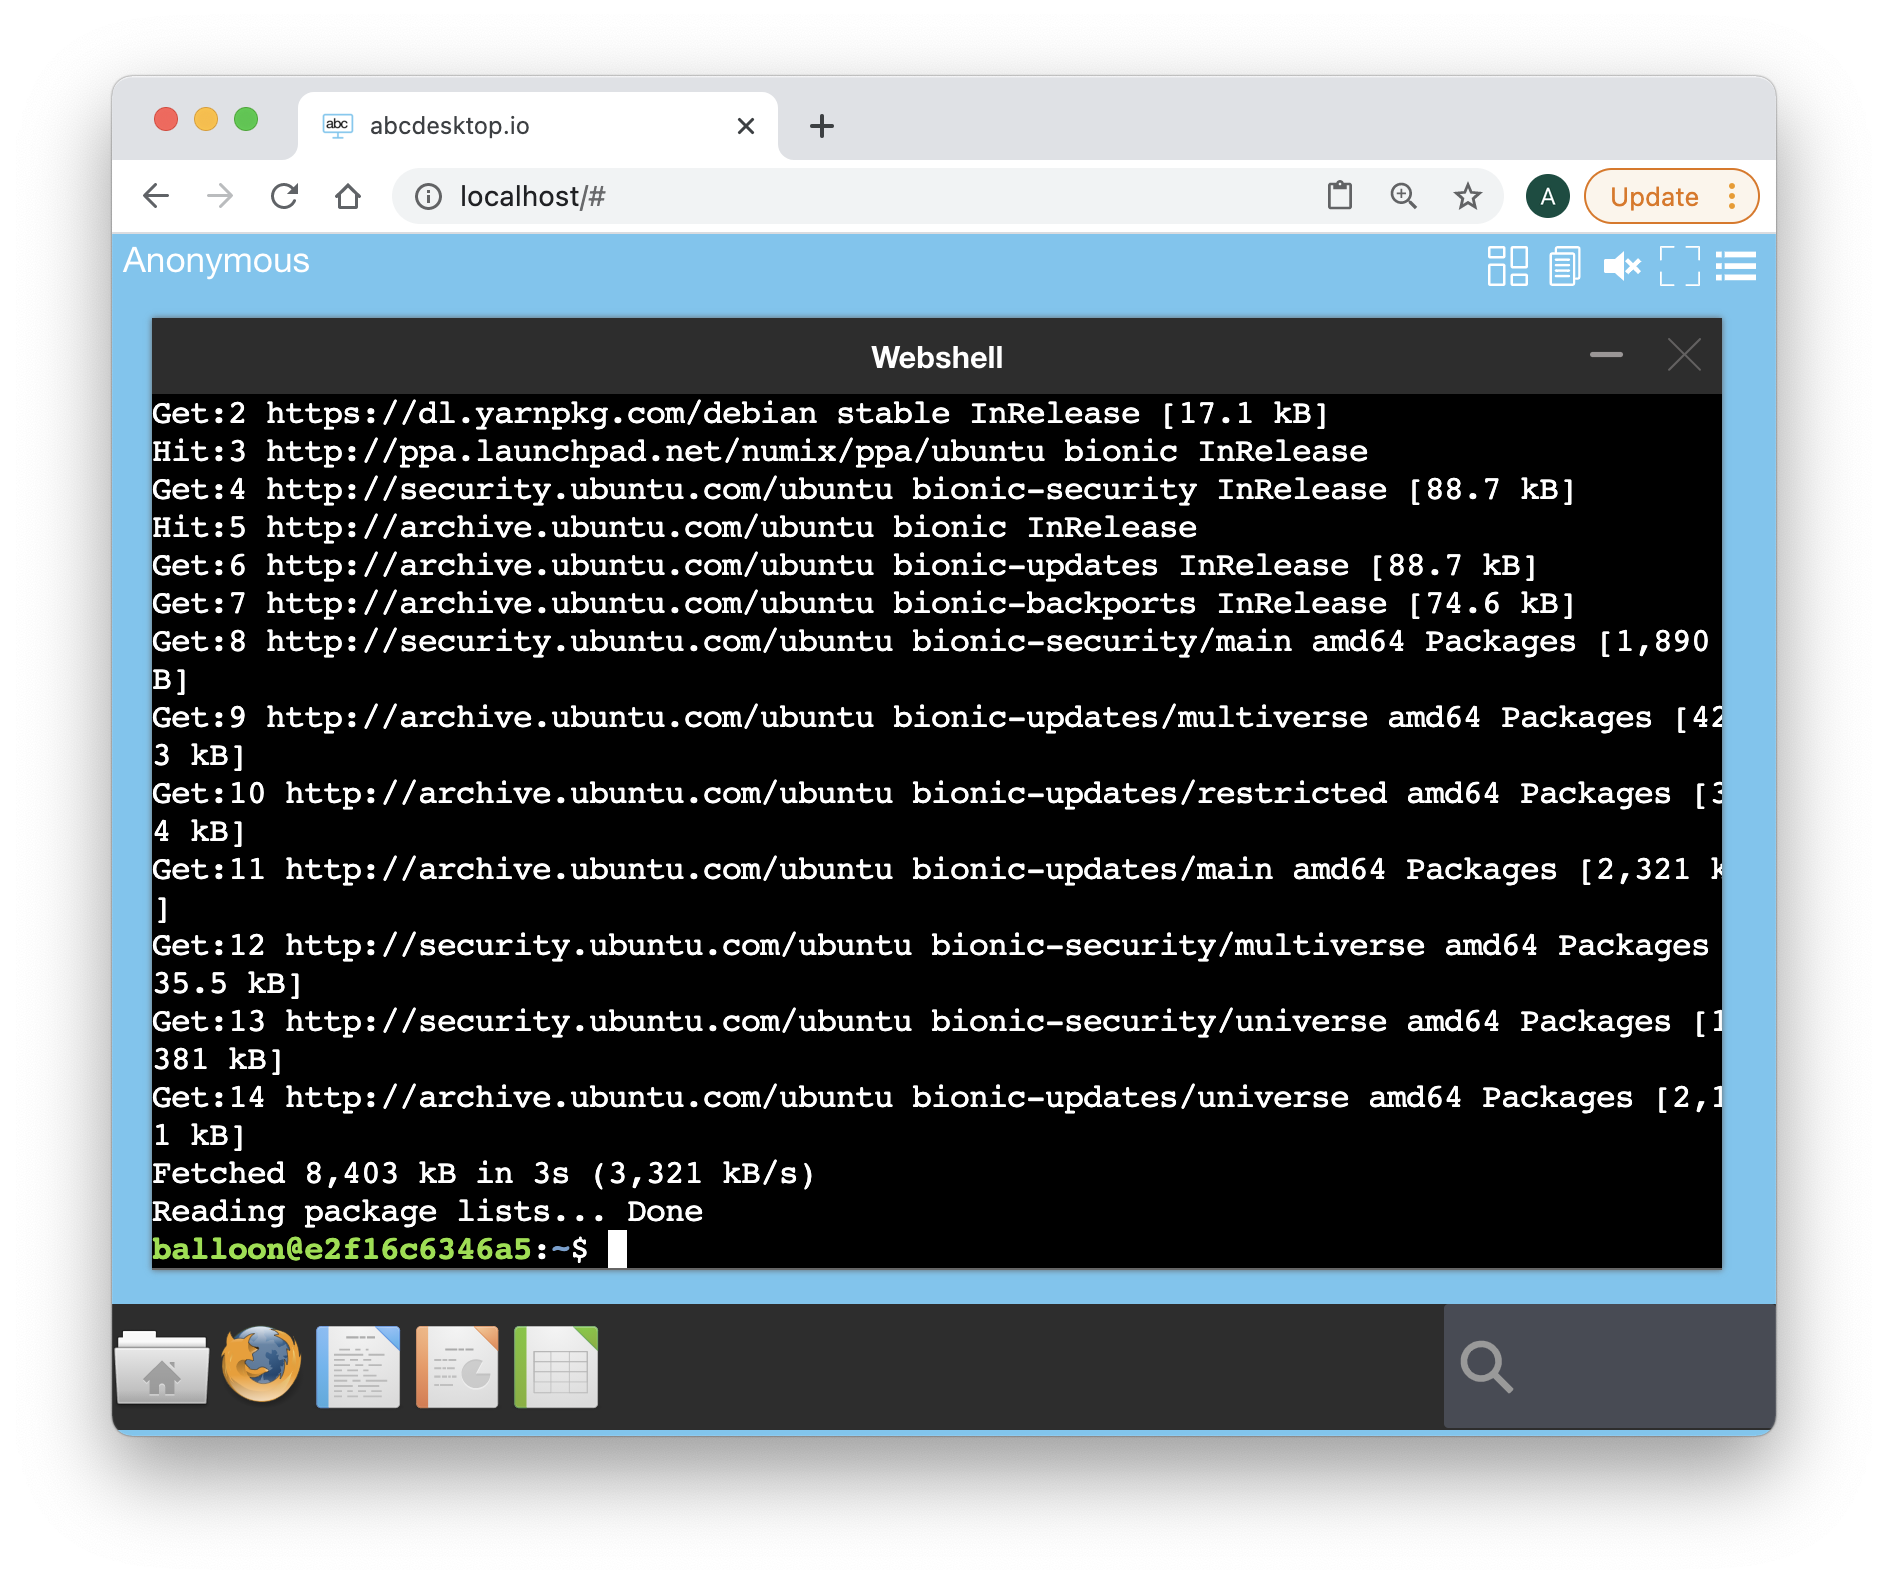 abc abcdesktop.io
localhost/#
A
Update
Anonymous
Webshell
Get:2 https://dl.yarnpkg.com/debian stable InRelease [17.1 kB]
Hit:3 http://ppa.launchpad.net/numix/ppa/ubuntu bionic InRelease
Get:4 http://security.ubuntu.com/ubuntu bionic-security InRelease [88.7 kB]
Hit:5 http://archive.ubuntu.com/ubuntu bionic InRelease
Get:6 http://archive.ubuntu.com/ubuntu bionic-updates InRelease [88.7 kB]
Get:7 http://archive.ubuntu.com/ubuntu bionic-backports InRelease [74.6 kB]
Get:8 http://security.ubuntu.com/ubuntu bionic-security/main amd64 Packages [1,890
B]
Get:9 http://archive.ubuntu.com/ubuntu bionic-updates/multiverse amd64 Packages [42
3 kB]
Get:10 http://archive.ubuntu.com/ubuntu bionic-updates/restricted amd64 Packages [3
4 kB]
Get:11 http://archive.ubuntu.com/ubuntu bionic-updates/main amd64 Packages [2,321 k
]
Get:12 http://security.ubuntu.com/ubuntu bionic-security/multiverse amd64 Packages
35.5 kB]
Get:13 http://security.ubuntu.com/ubuntu bionic-security/universe amd64 Packages [1
381 kB]
Get:14 http://archive.ubuntu.com/ubuntu bionic-updates/universe amd64 Packages [2,1
1 kB]
Fetched 8,403 kB in 3s (3,321 kB/s)
Reading package lists... Done
balloon@e2f16c6346a5:~$